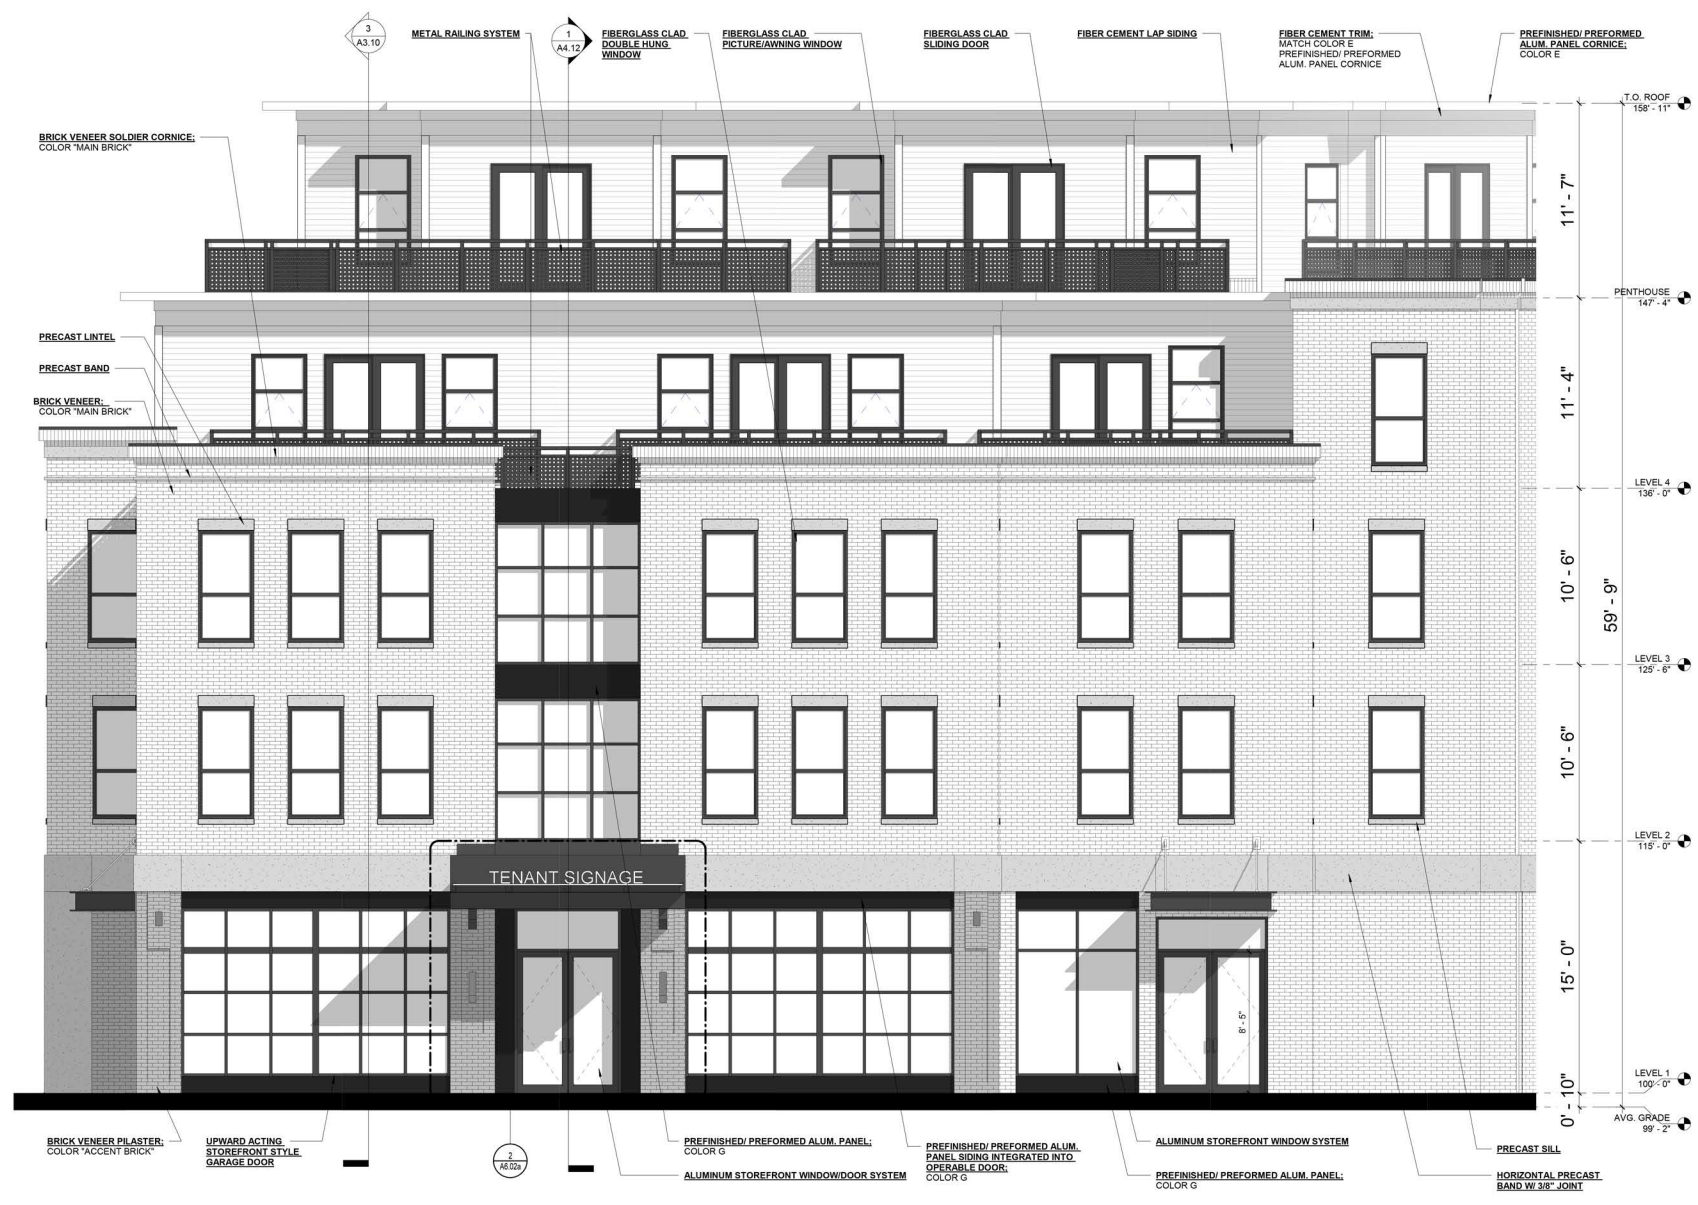 3
A3.10
METAL RAILING SYSTEM
1
A4.12
FIBERGLASS CLAD
DOUBLE HUNG
WINDOW
FIBERGLASS CLAD
PICTURE/AWNING WINDOW
FIBERGLASS CLAD
SLIDING DOOR
FIBER CEMENT LAP SIDING
FIBER CEMENT TRIM;
MATCH COLOR E
PREFINISHED/ PREFORMED
ALUM. PANEL CORNICE
PREFINISHED/ PREFORMED
ALUM. PANEL CORNICE;
COLOR E
T.O. ROOF
158' - 11"
BRICK VENEER SOLDIER CORNICE;
COLOR "MAIN BRICK"
11' - 7"
PENTHOUSE
147' - 4"
PRECAST LINTEL
PRECAST BAND
BRICK VENEER;
COLOR "MAIN BRICK"
11' - 4"
LEVEL 4
136' - 0"
10' - 6"
59' - 9"
LEVEL 3
125' - 6"
10' - 6"
LEVEL 2
115' - 0"
TENANT SIGNAGE
15' - 0"
8' - 5"
LEVEL 1
100' - 0"
0' - 10"
AVG. GRADE
99' - 2"
BRICK VENEER PILASTER;
COLOR "ACCENT BRICK"
UPWARD ACTING
STOREFRONT STYLE
GARAGE DOOR
2
A6.02a
PREFINISHED/ PREFORMED ALUM. PANEL;
COLOR G
ALUMINUM STOREFRONT WINDOW/DOOR SYSTEM
PREFINISHED/ PREFORMED ALUM.
PANEL SIDING INTEGRATED INTO
OPERABLE DOOR;
COLOR G
ALUMINUM STOREFRONT WINDOW SYSTEM
PREFINISHED/ PREFORMED ALUM. PANEL;
COLOR G
PRECAST SILL
HORIZONTAL PRECAST
BAND W/ 3/8" JOINT